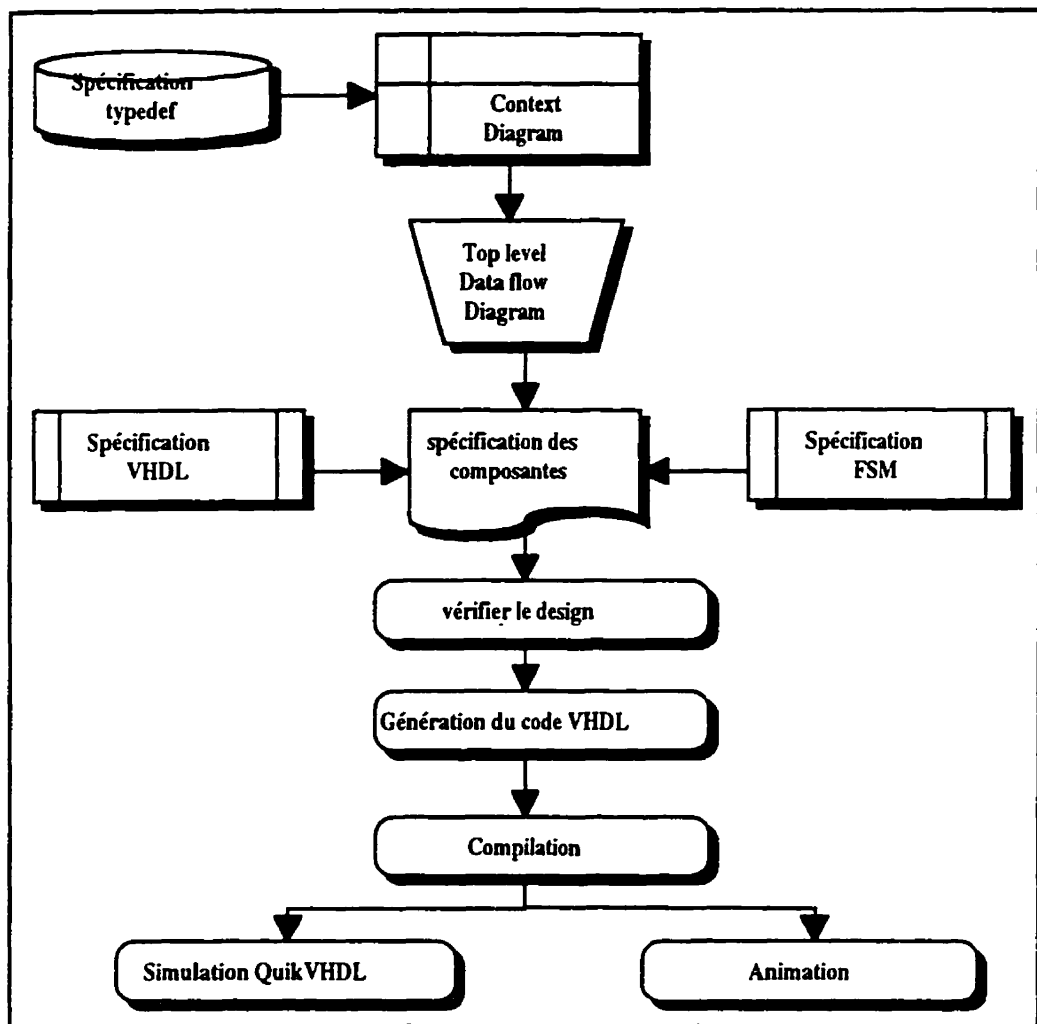 Spécification
typedef
Context
Diagram
Top level
Data flow
Diagram
Spécification
VHDL
spécification des
composantes
Spécification
FSM
vérifier le design
Génération du code VHDL
Compilation
Simulation QuikVHDL
Animation